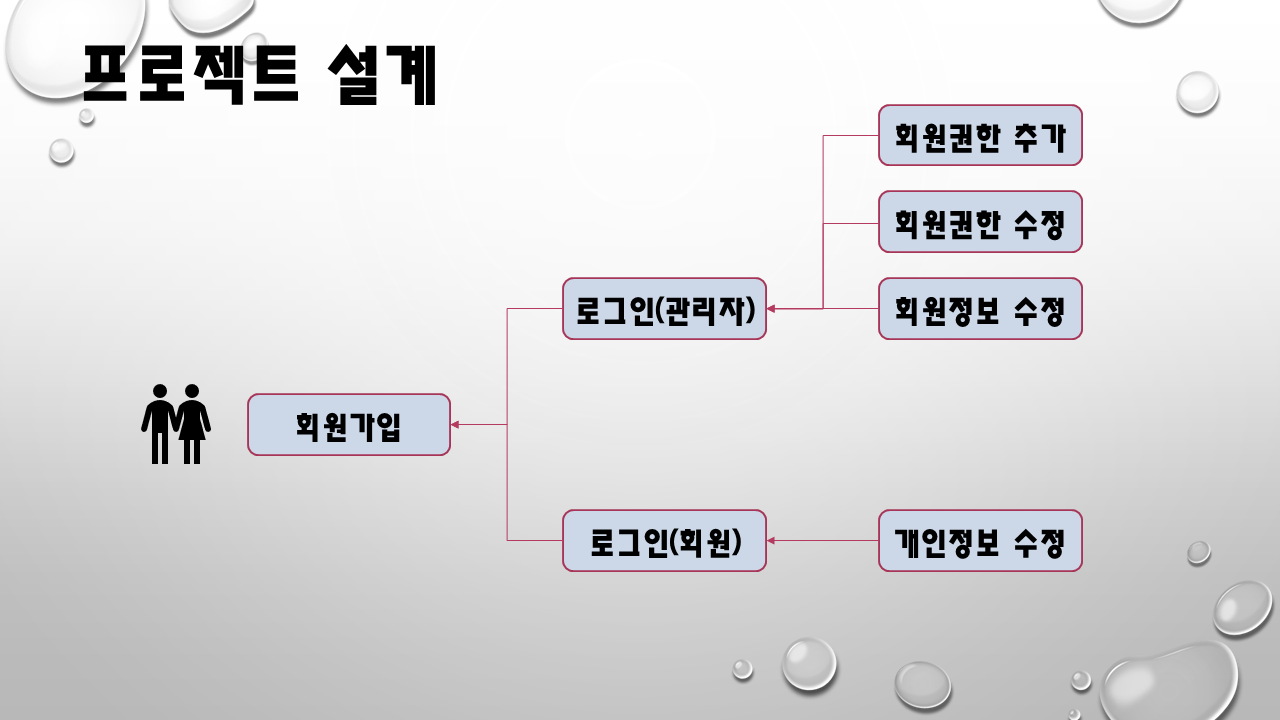 프로젝트 설계
회원권한 추가
회원권한 수정
로그인(관리자)
회원정보 수정
회원가입
로그인(회원)
개인정보 수정